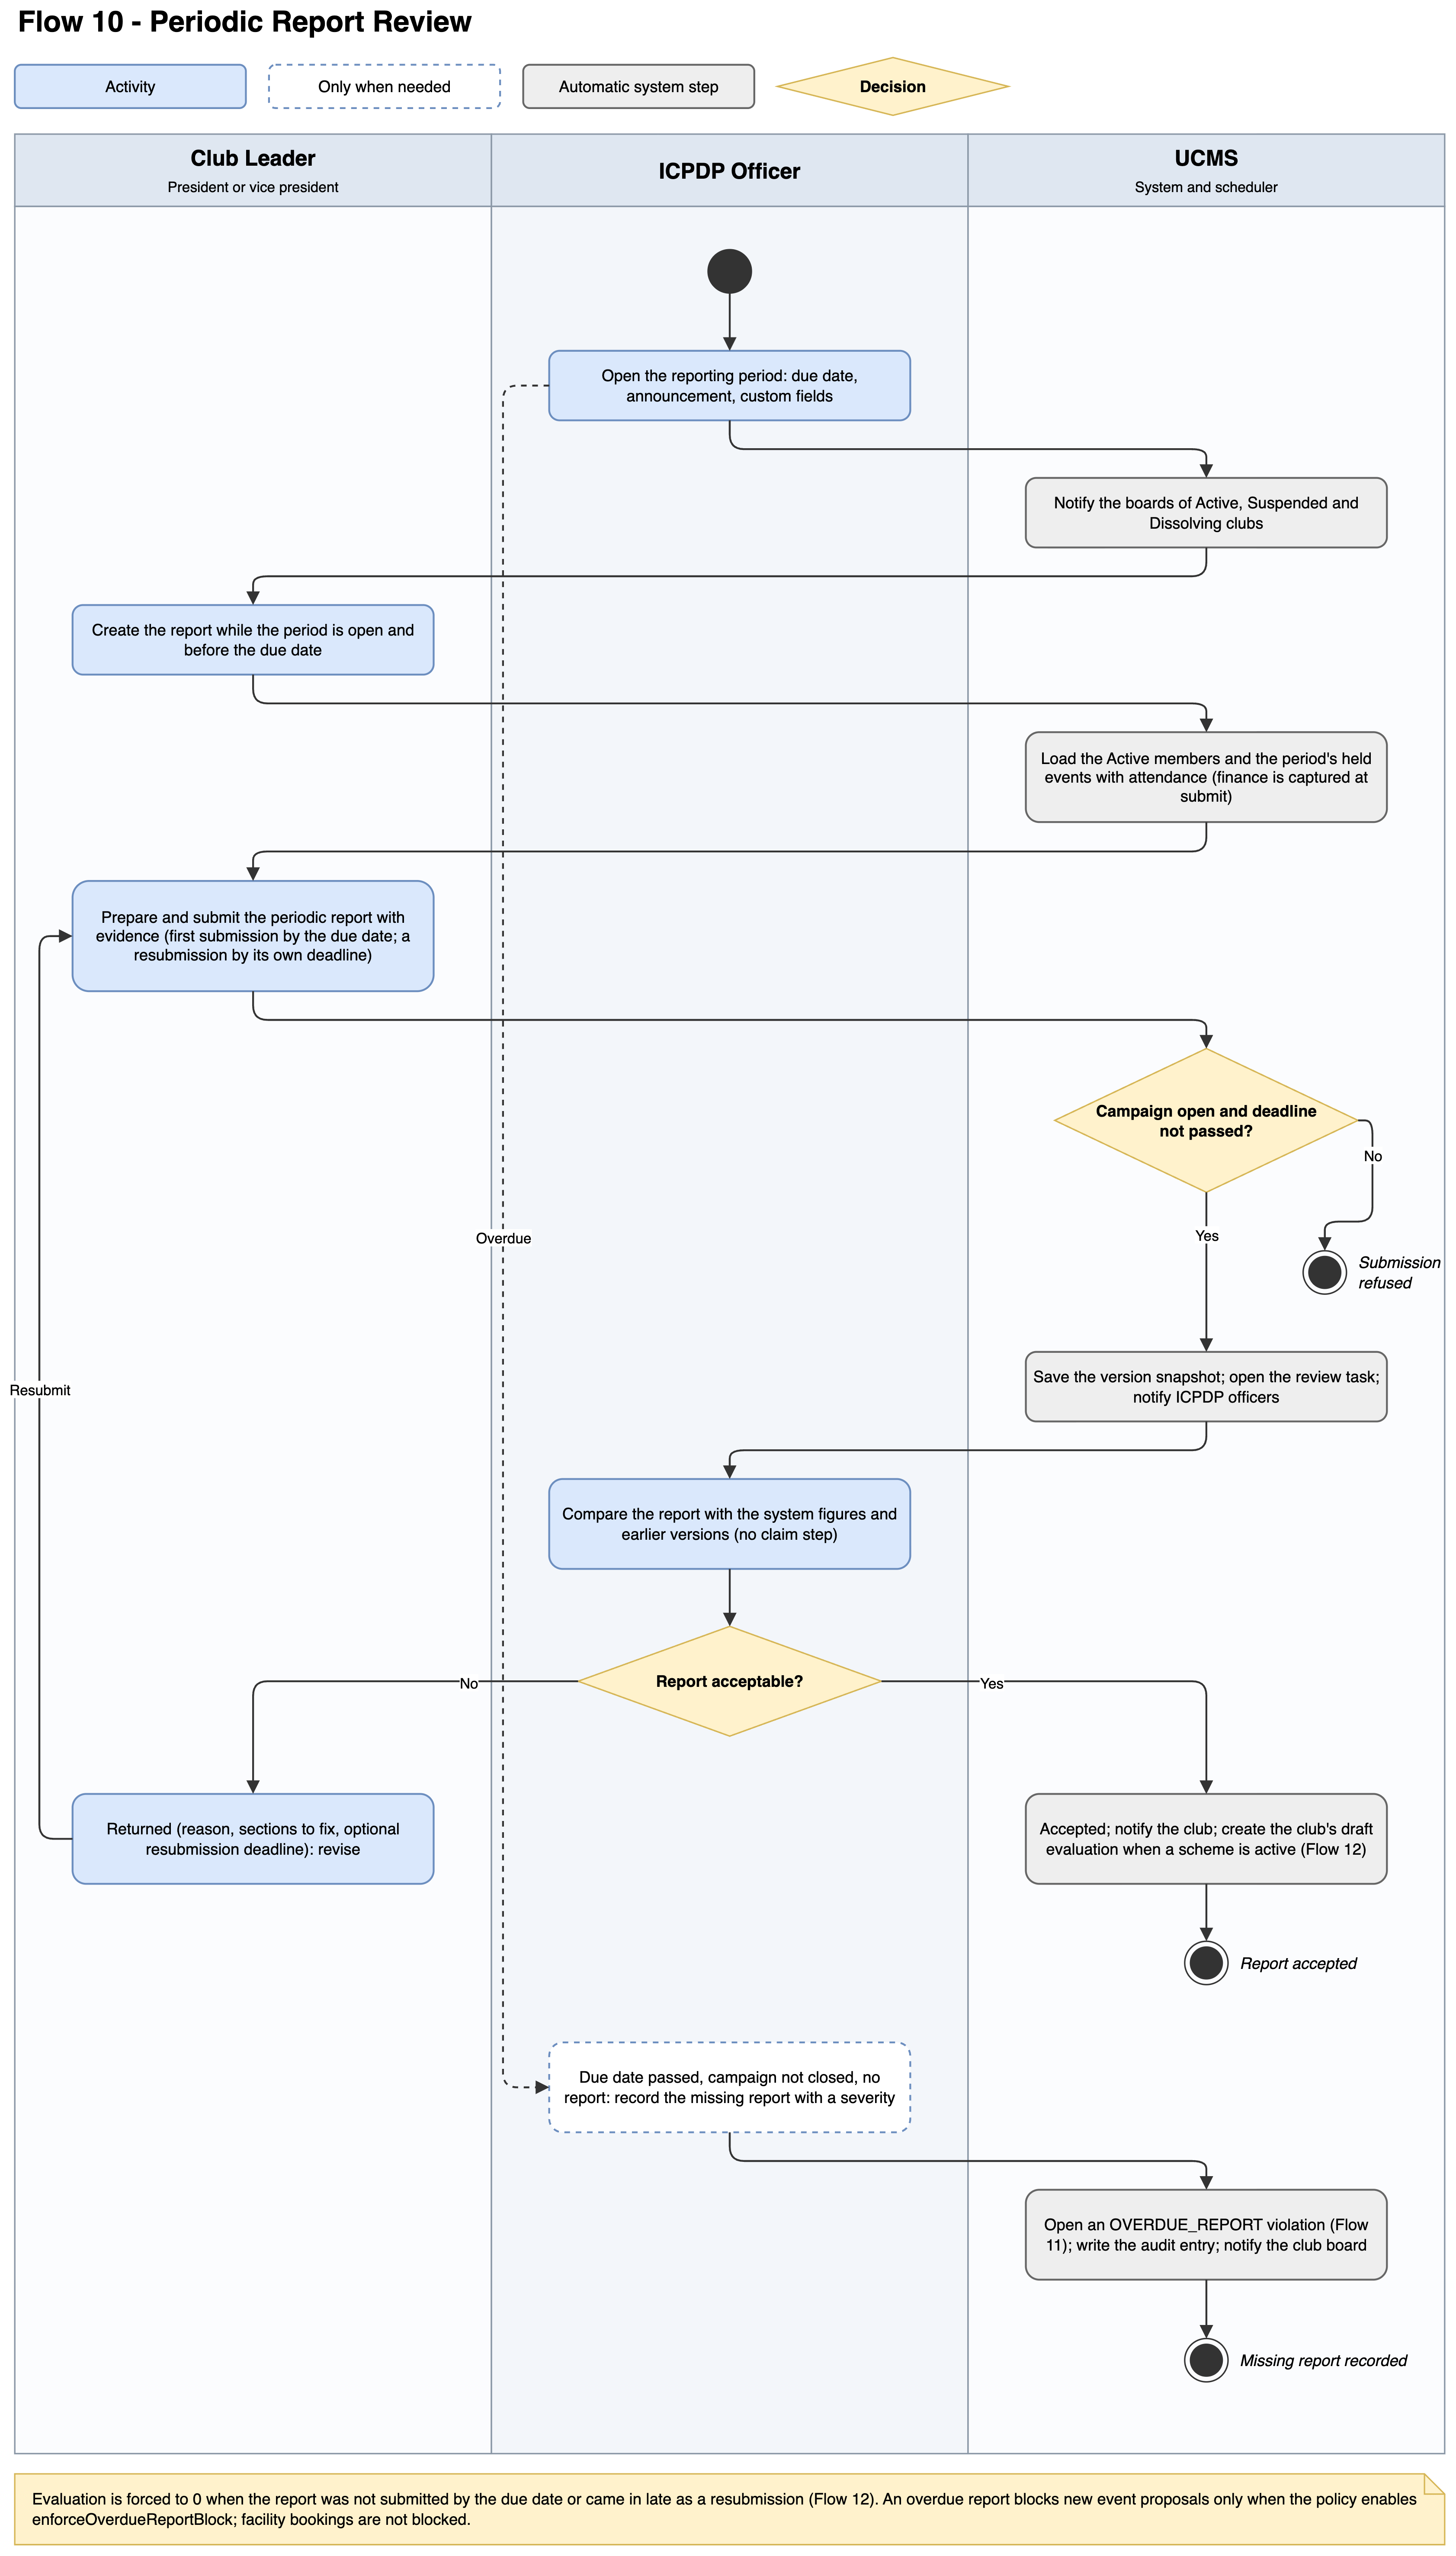 Flow 10 - Periodic Report Review
Activity
Only when needed
Automatic system step
Decision
Club Leader
President or vice president
ICPDP Officer
UCMS
System and scheduler
Open the reporting period: due date,
announcement, custom fields
Notify the boards of Active, Suspended and
Dissolving clubs
Create the report while the period is open and
before the due date
Load the Active members and the period's held
events with attendance (finance is captured at
submit)
Prepare and submit the periodic report with
evidence (first submission by the due date; a
resubmission by its own deadline)
Campaign open and deadline
not passed?
No
Yes
Overdue
Submission
refused
Save the version snapshot; open the review task;
notify ICPDP officers
Resubmit
Compare the report with the system figures and
earlier versions (no claim step)
Report acceptable?
No
Yes
Returned (reason, sections to fix, optional
resubmission deadline): revise
Accepted; notify the club; create the club's draft
evaluation when a scheme is active (Flow 12)
Report accepted
Due date passed, campaign not closed, no
report: record the missing report with a severity
Open an OVERDUE_REPORT violation (Flow
11); write the audit entry; notify the club board
Missing report recorded
Evaluation is forced to 0 when the report was not submitted by the due date or came in late as a resubmission (Flow 12). An overdue report blocks new event proposals only when the policy enables
enforceOverdueReportBlock; facility bookings are not blocked.